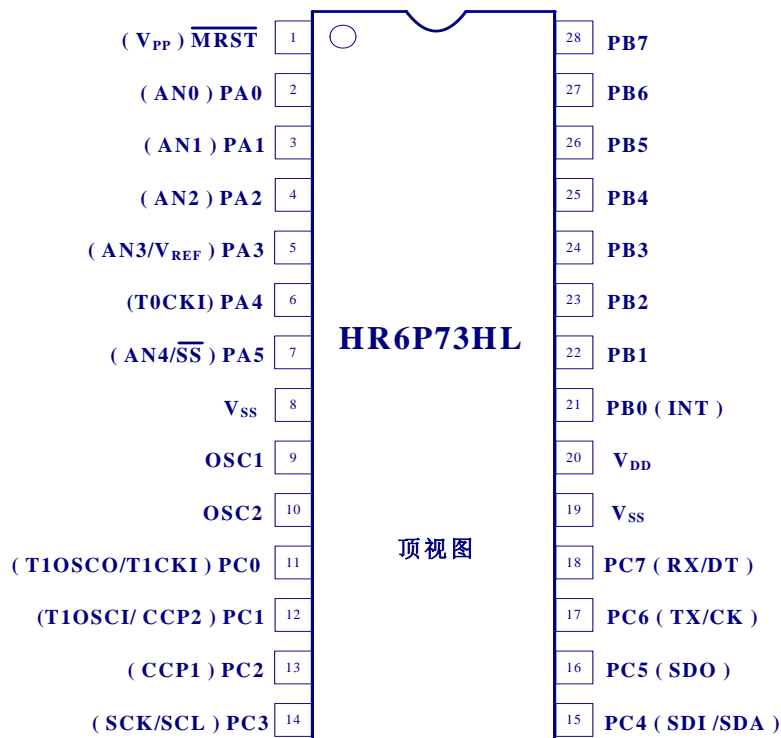 ( VPP ) MRST 1 28 PB7
( AN0 ) PA0 2 27 PB6
( AN1 ) PA1 3 26 PB5
( AN2 ) PA2 4 25 PB4
( AN3/VREF ) PA3 5 24 PB3
(T0CKI) PA4 6 23 PB2
HR6P73HL
( AN4/SS ) PA5 7 22 PB1
VSS 8 21 PB0 ( INT )
OSC1 9 20 VDD
OSC2 10 19 VSS
顶视图
( T1OSCO/T1CKI ) PC0 11 18 PC7 ( RX/DT )
(T1OSCI/ CCP2 ) PC1 12 17 PC6 ( TX/CK )
( CCP1 ) PC2 13 16 PC5 ( SDO )
( SCK/SCL ) PC3 14 15 PC4 ( SDI /SDA )